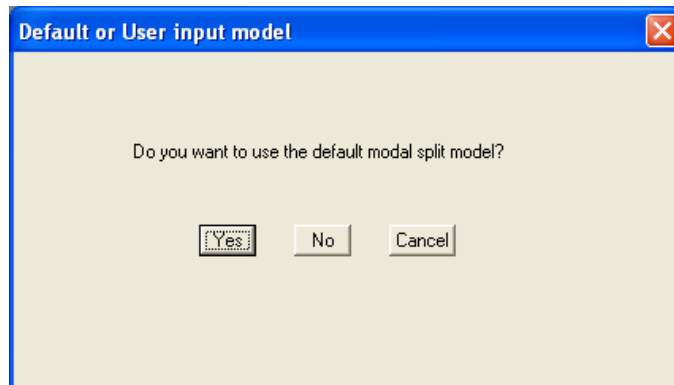 Default or User input model
Do you want to use the default modal split model?
Yes No Cancel